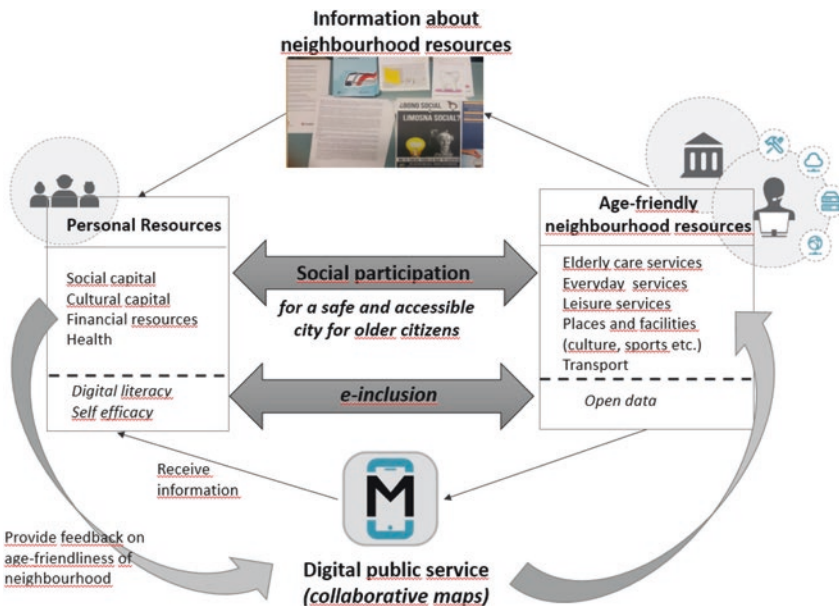 Information about
neighbourhood resources
¿BONO SOCIAL
LIMOSNA SOCIAL?
Personal Resources
Social capital
Cultural capital
Financial resources
Health
Digital literacy
Self efficacy
Social participation
for a safe and accessible
city for older citizens
e-inclusion
Age-friendly
neighbourhood resources
Elderly care services
Everyday services
Leisure services
Places and facilities
(culture, sports etc.)
Transport
Open data
Receive
information
Provide feedback on
age-friendliness of
neighbourhood
M
Digital public service
(collaborative maps)